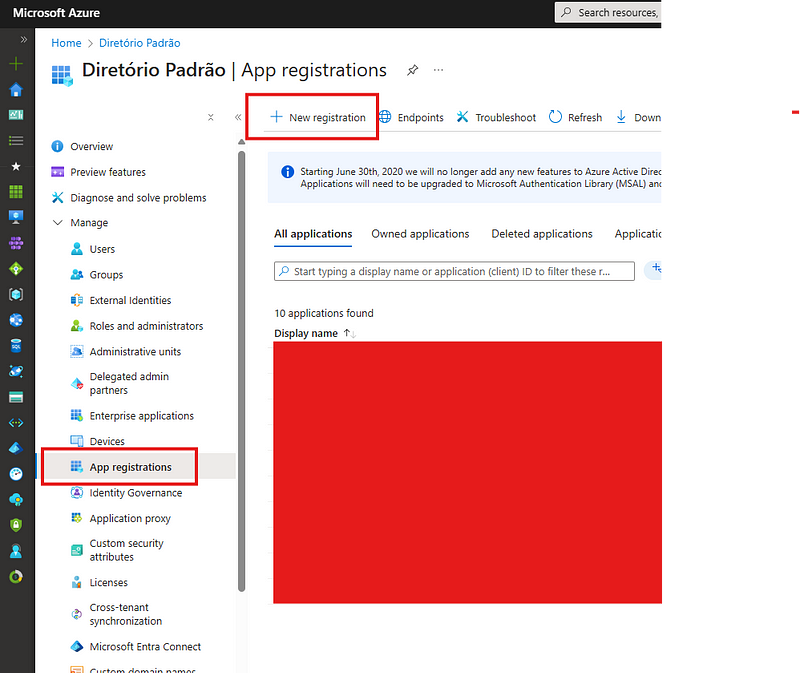 Microsoft Azure
Search resources,
Home > Diretório Padrão
Diretório Padrão | App registrations
New registration
Endpoints
Troubleshoot
Refresh
Down
Overview
Preview features
Diagnose and solve problems
Manage
Users
Groups
External Identities
Roles and administrators
Administrative units
Delegated admin
partners
Enterprise applications
Devices
App registrations
Identity Governance
Application proxy
Custom security
attributes
Licenses
Cross-tenant
synchronization
Microsoft Entra Connect
Custom domain names
Starting June 30th, 2020 we will no longer add any new features to Azure Active Direc
Applications will need to be upgraded to Microsoft Authentication Library (MSAL) and
All applications
Owned applications
Deleted applications
Applicatio
Start typing a display name or application (client) ID to filter these r...
10 applications found
Display name